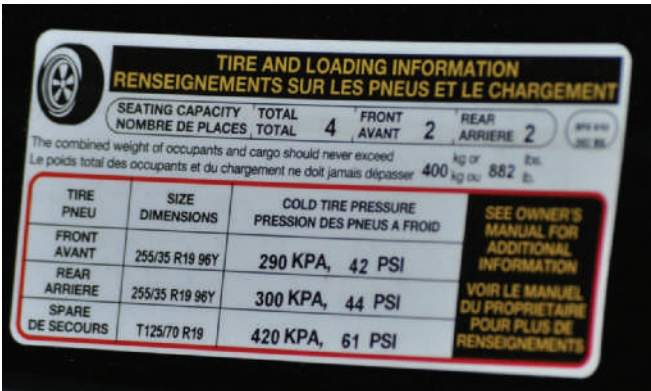 TIRE AND LOADING INFORMATION
RENSEIGNEMENTS SUR LES PNEUS ET LE CHARGEMENT
SEATING CAPACITY TOTAL 4 FRONT 2 REAR 2
NOMBRE DE PLACES TOTAL AVANT ARRIERE
The combined weight of occupants and cargo should never exceed 400 kg or 882 lbs.
Le poids total des occupants et du chargement ne doit jamais dépasser kg ou lb.
TIRE SIZE COLD TIRE PRESSURE
PNEU DIMENSIONS PRESSION DES PNEUS A FROID
FRONT
AVANT 255/35 R19 96Y 290 KPA, 42 PSI
REAR
ARRIERE 255/35 R19 96Y 300 KPA, 44 PSI
SPARE
DE SECOURS T125/70 R19 420 KPA, 61 PSI
SEE OWNER'S
MANUAL FOR
ADDITIONAL
INFORMATION
VOIR LE MANUEL
DU PROPRIETAIRE
POUR PLUS DE
RENSEIGNEMENTS